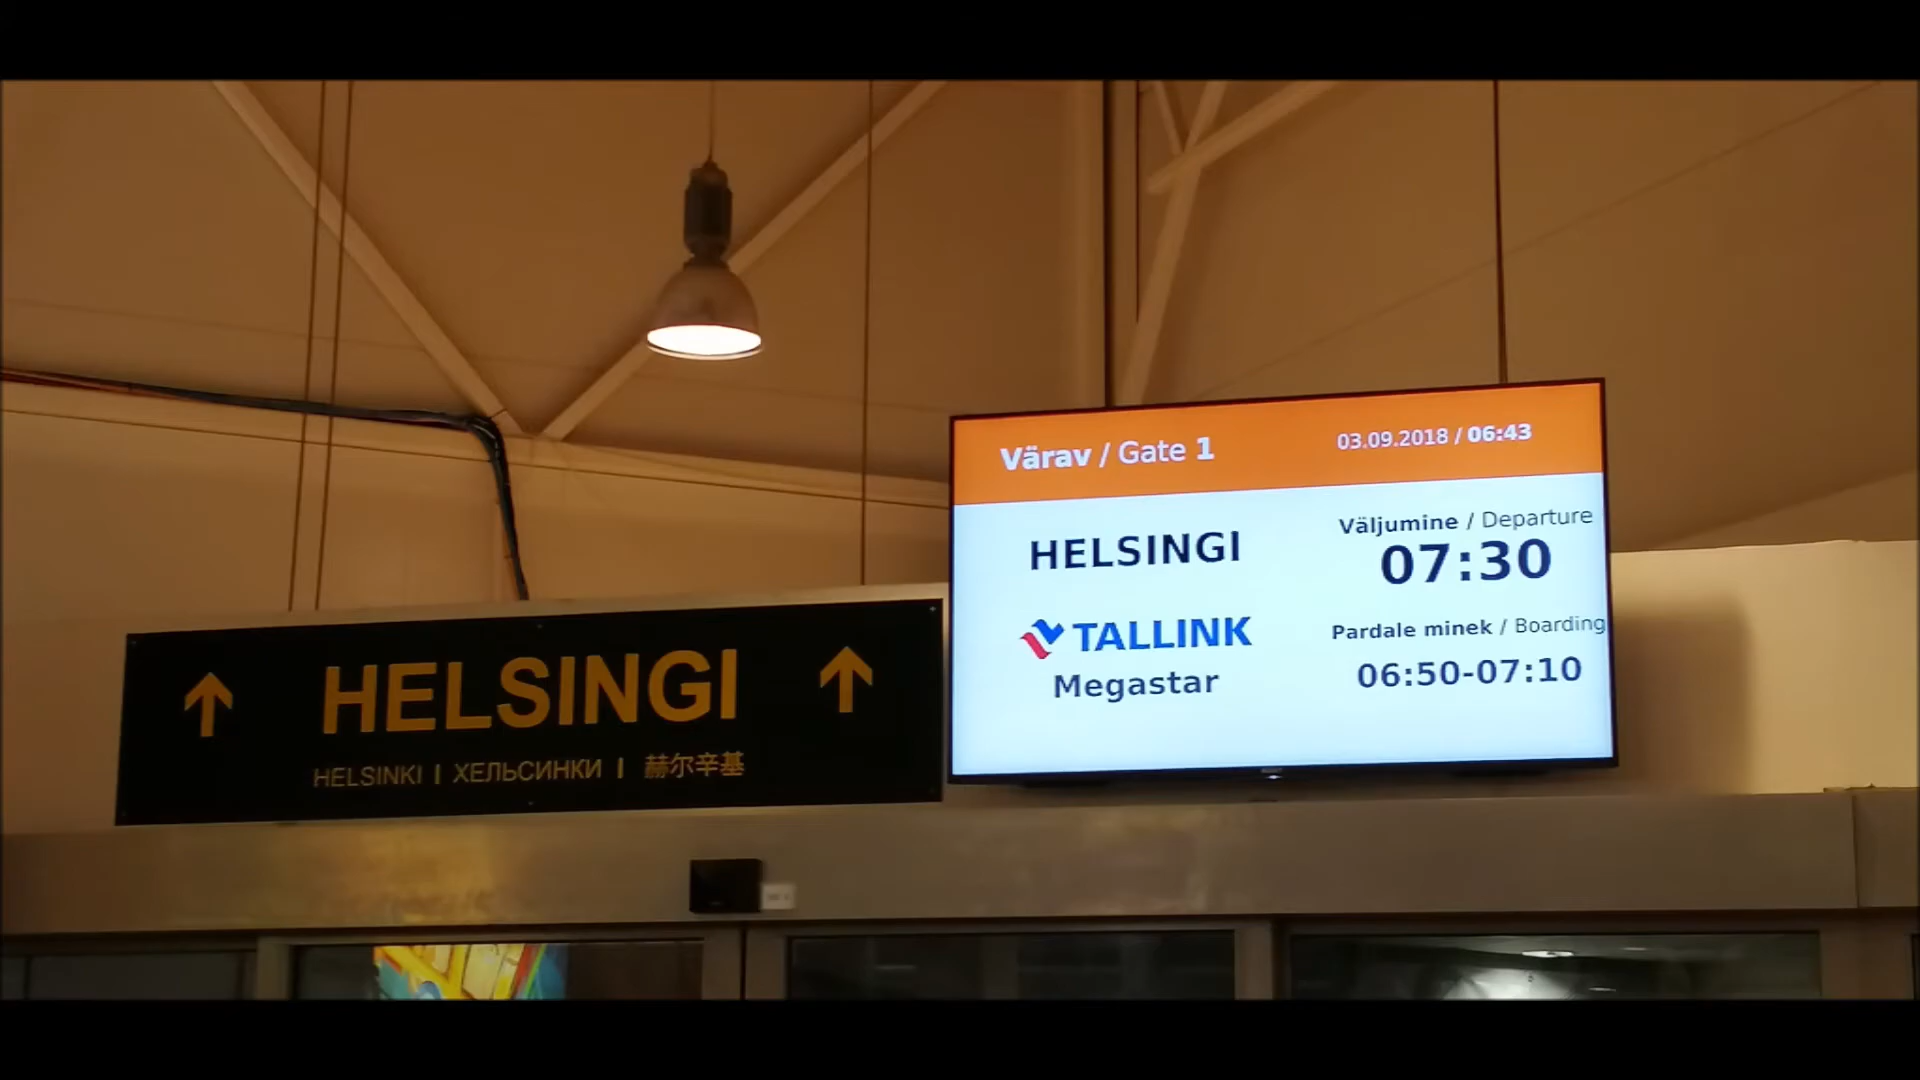 HELSINGI
HELSINKI | ХЕЛЬСИНКИ | 赫尔辛基
Värav / Gate 1
03.09.2018 / 06:43
HELSINGI
Väljumine / Departure
07:30
TALLINK
Megastar
Pardale minek / Boarding
06:50-07:10